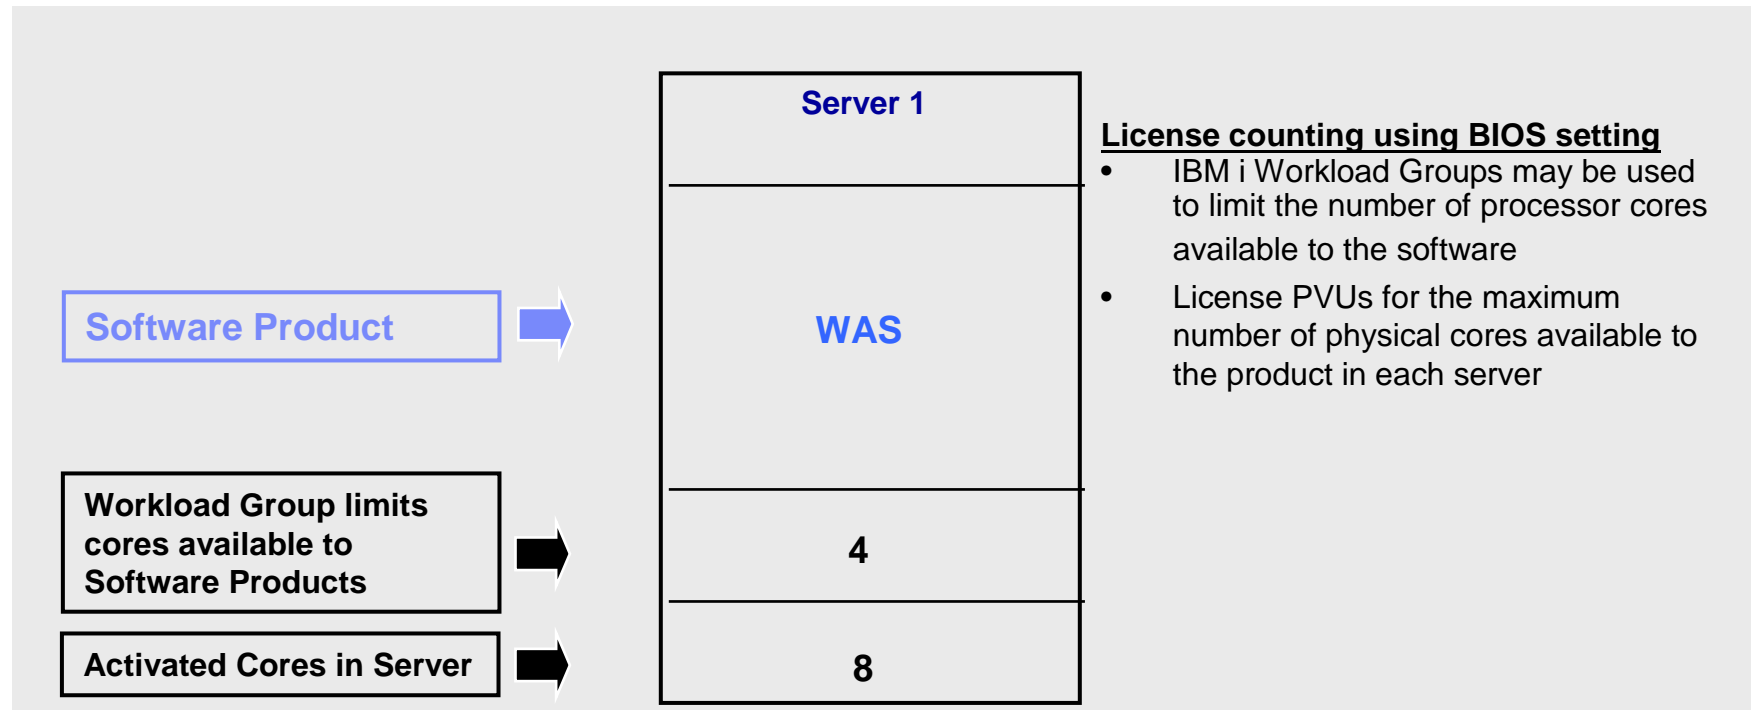 Server 1
License counting using BIOS setting
• IBM i Workload Groups may be used
to limit the number of processor cores
available to the software
• License PVUs for the maximum
number of physical cores available to
the product in each server
Software Product
WAS
Workload Group limits
cores available to
Software Products
4
Activated Cores in Server
8